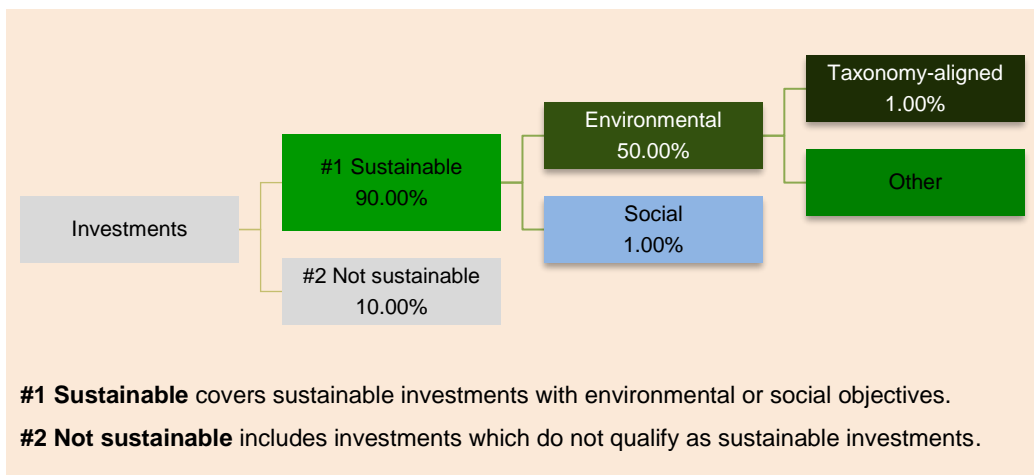 Taxonomy-aligned
1.00%
Environmental
50.00%
#1 Sustainable
90.00%
Other
Social
1.00%
Investments
#2 Not sustainable
10.00%
#1 Sustainable covers sustainable investments with environmental or social objectives.
#2 Not sustainable includes investments which do not qualify as sustainable investments.